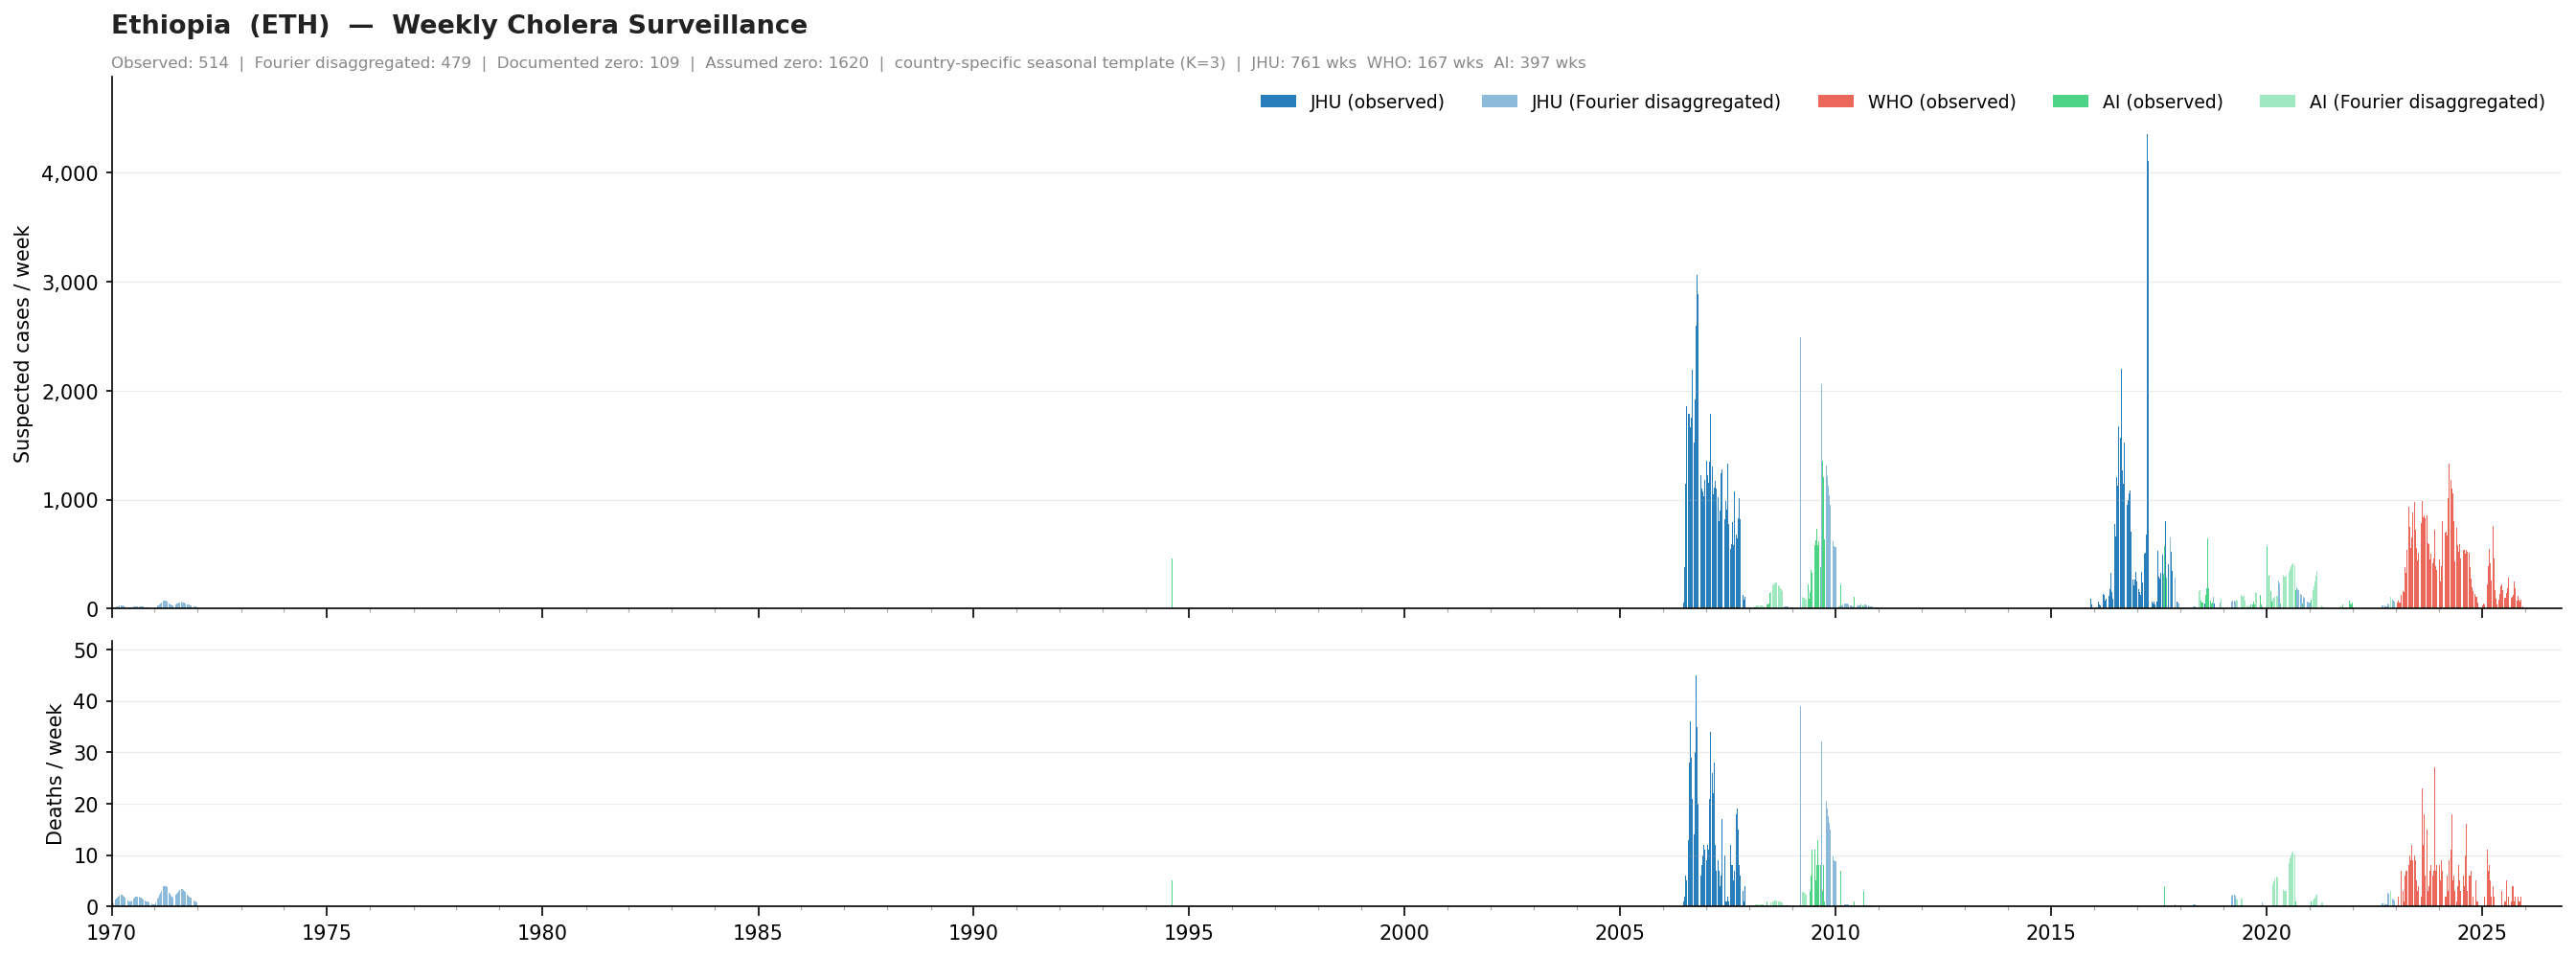 Ethiopia (ETH) — Weekly Cholera Surveillance
Observed: 514 | Fourier disaggregated: 479 | Documented zero: 109 | Assumed zero: 1620 | country-specific seasonal template (K=3) | JHU: 761 wks WHO: 167 wks AI: 397 wks
JHU (observed) JHU (Fourier disaggregated) WHO (observed) AI (observed) AI (Fourier disaggregated)
Suspected cases / week
4,000
3,000
2,000
1,000
0
Deaths / week
50
40
30
20
10
0
1970 1975 1980 1985 1990 1995 2000 2005 2010 2015 2020 2025